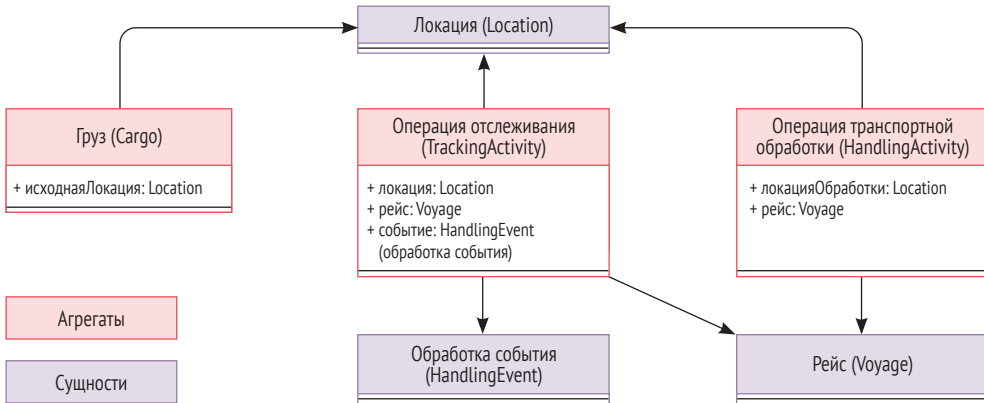 Локация (Location)
Груз (Cargo)
+ исходнаяЛокация: Location
Операция отслеживания
(TrackingActivity)
+ локация: Location
+ рейс: Voyage
+ событие: HandlingEvent
(обработка события)
Операция транспортной
обработки (HandlingActivity)
+ локацияОбработки: Location
+ рейс: Voyage
Агрегаты
Сущности
Обработка события
(HandlingEvent)
Рейс (Voyage)